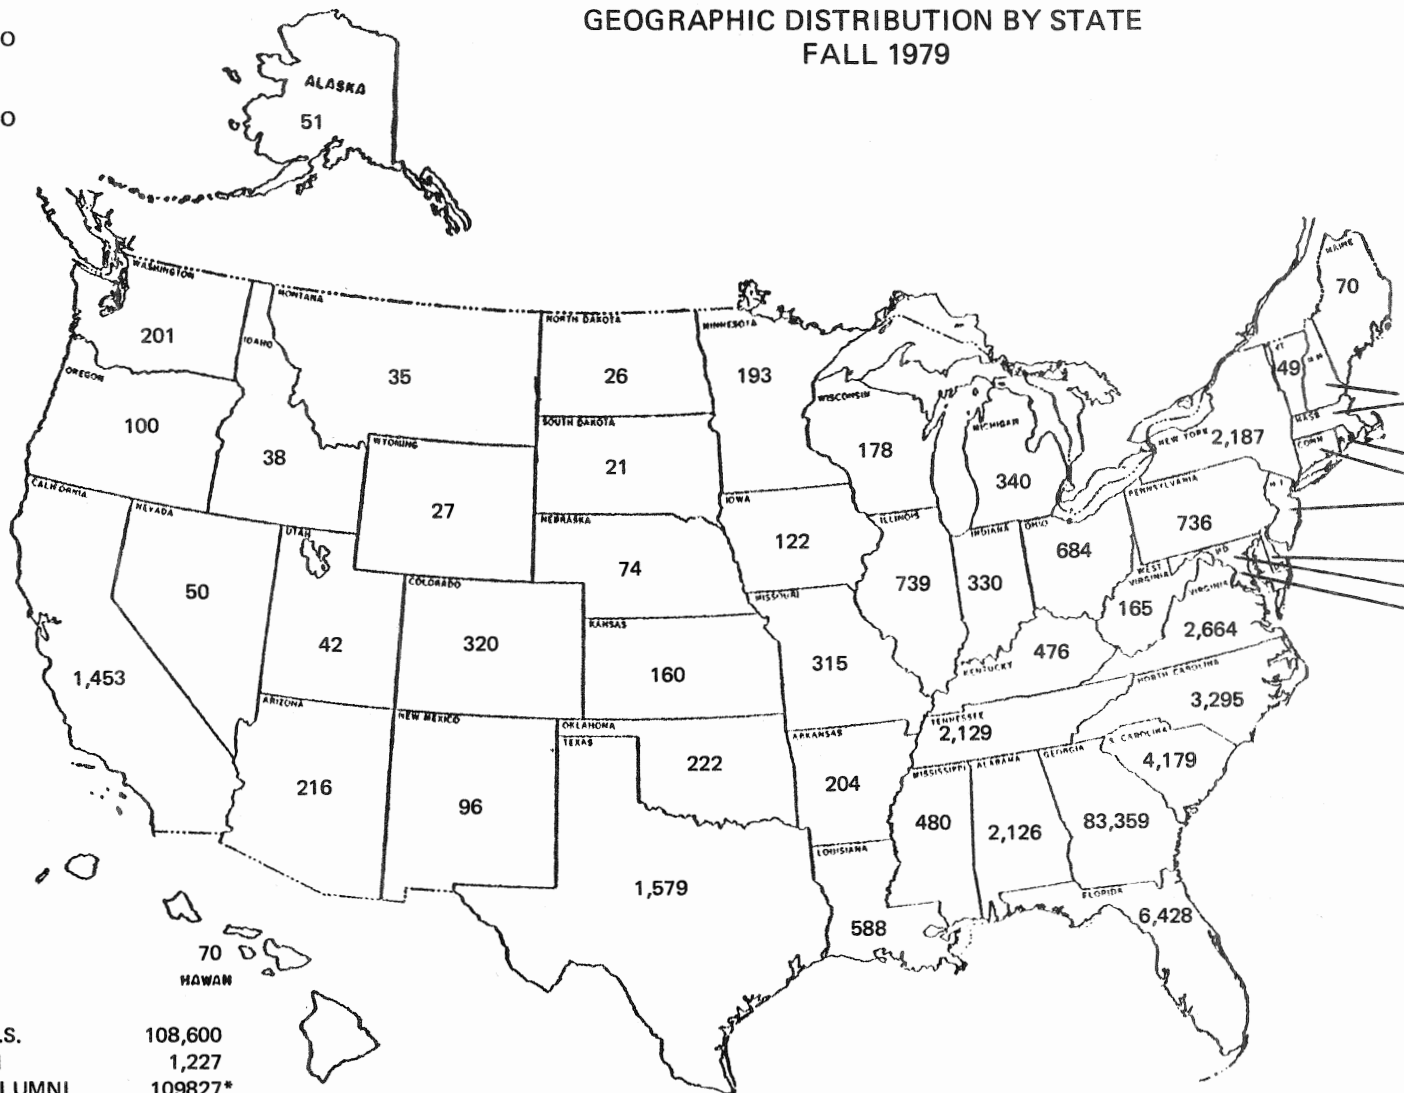 GEOGRAPHIC DISTRIBUTION BY STATE
FALL 1979
O
O
ALASKA
51
WASHINGTON
201
MONTANA
35
IDAHO
38
OREGON
100
NORTH DAKOTA
26
MINNESOTA
193
SOUTH DAKOTA
21
WYOMING
27
WISCONSIN
178
MICHIGAN
340
MAINE
70
VT
49
N H
MASS
CONN
NEW YORK 2,187
CALIFORNIA
1,453
NEVADA
50
UTAH
42
COLORADO
320
NEBRASKA
74
IOWA
122
ILLINOIS
739
INDIANA
330
OHIO
684
PENNSYLVANIA
736
N J
MD
WEST
VIRGINIA
165
VIRGINIA
2,664
KANSAS
160
MISSOURI
315
KENTUCKY 476
NORTH CAROLINA
3,295
TENNESSEE
2,129
S CAROLINA
4,179
ARIZONA
216
NEW MEXICO
96
OKLAHOMA
222
TEXAS
1,579
ARKANSAS
204
MISSISSIPPI
480
ALABAMA
2,126
GEORGIA
83,359
LOUISIANA
588
FLORIDA
6,428
70
HAWAII
.S. 108,600
1,227
LUMNI 109827*